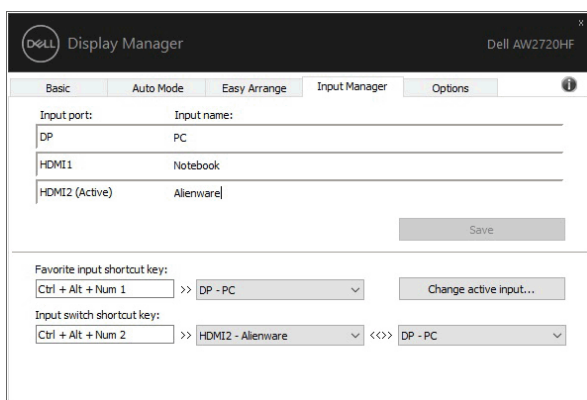 x
DELL Display Manager Dell AW2720HF
Basic Auto Mode Easy Arrange Input Manager Options i
Input port: Input name:
DP PC
HDMI1 Notebook
HDMI2 (Active) Alienware
Save
Favorite input shortcut key:
Ctrl + Alt + Num 1 >> DP - PC Change active input...
Input switch shortcut key:
Ctrl + Alt + Num 2 >> HDMI2 - Alienware <<>> DP - PC